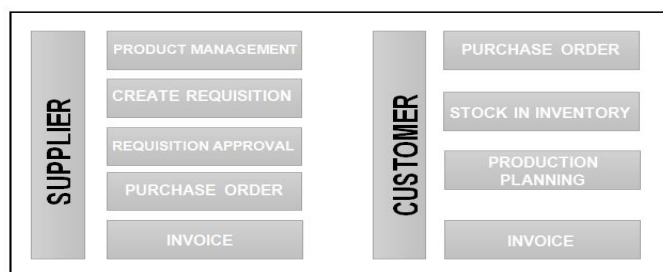 SUPPLIER
PRODUCT MANAGEMENT
CREATE REQUISITION
REQUISITION APPROVAL
PURCHASE ORDER
INVOICE
CUSTOMER
PURCHASE ORDER
STOCK IN INVENTORY
PRODUCTION
PLANNING
INVOICE